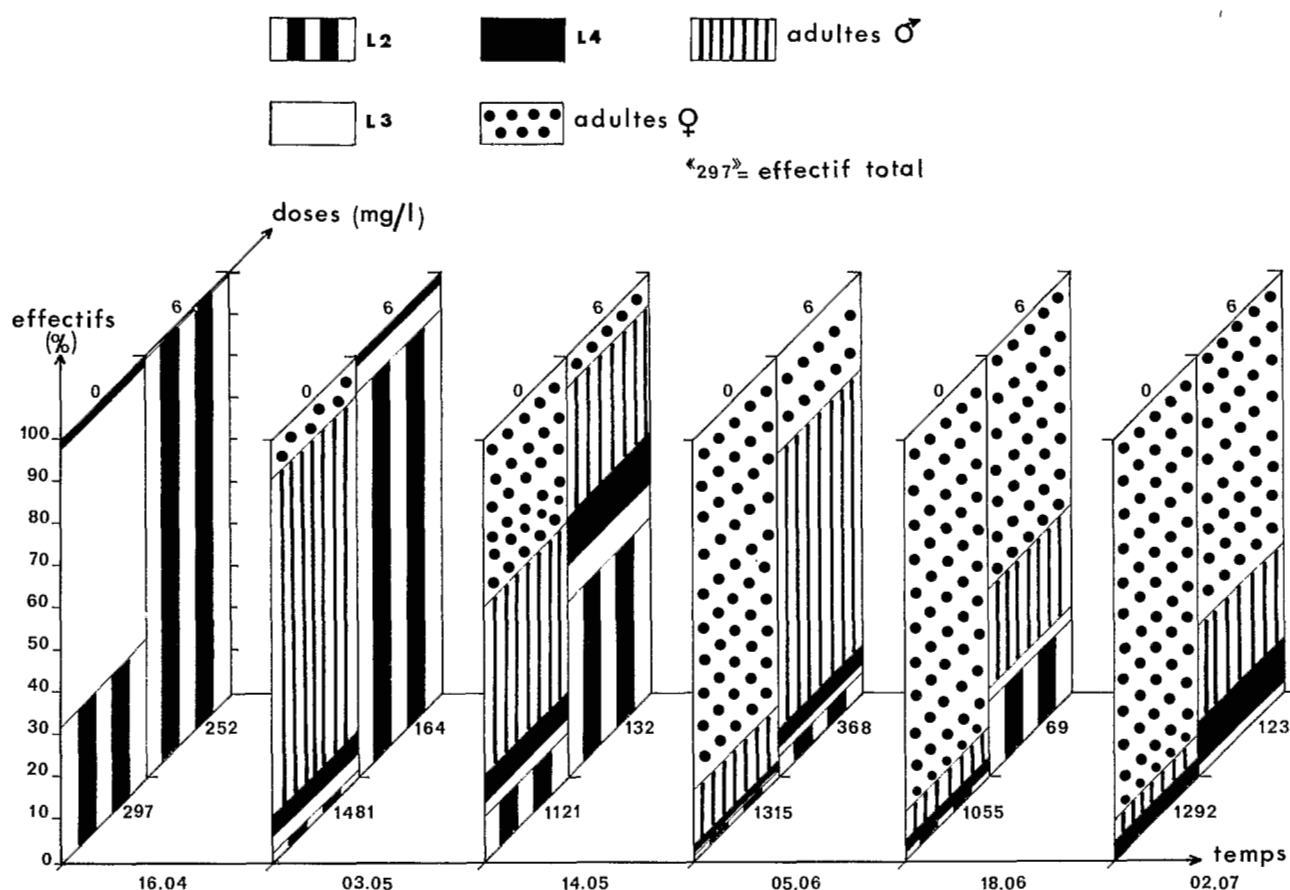 L2 L4 adultes ♂
L3 adultes ♀
«297»= effectif total
doses (mg/l)
effectifs
(%)
6 6 6 6 6 6
0 0 0 0 0 0
100
90
80
70
60
50
40
30
20
10
0
252 164 132 368 69 123
297 1481 1121 1315 1055 1292
temps
16.04 03.05 14.05 05.06 18.06 02.07